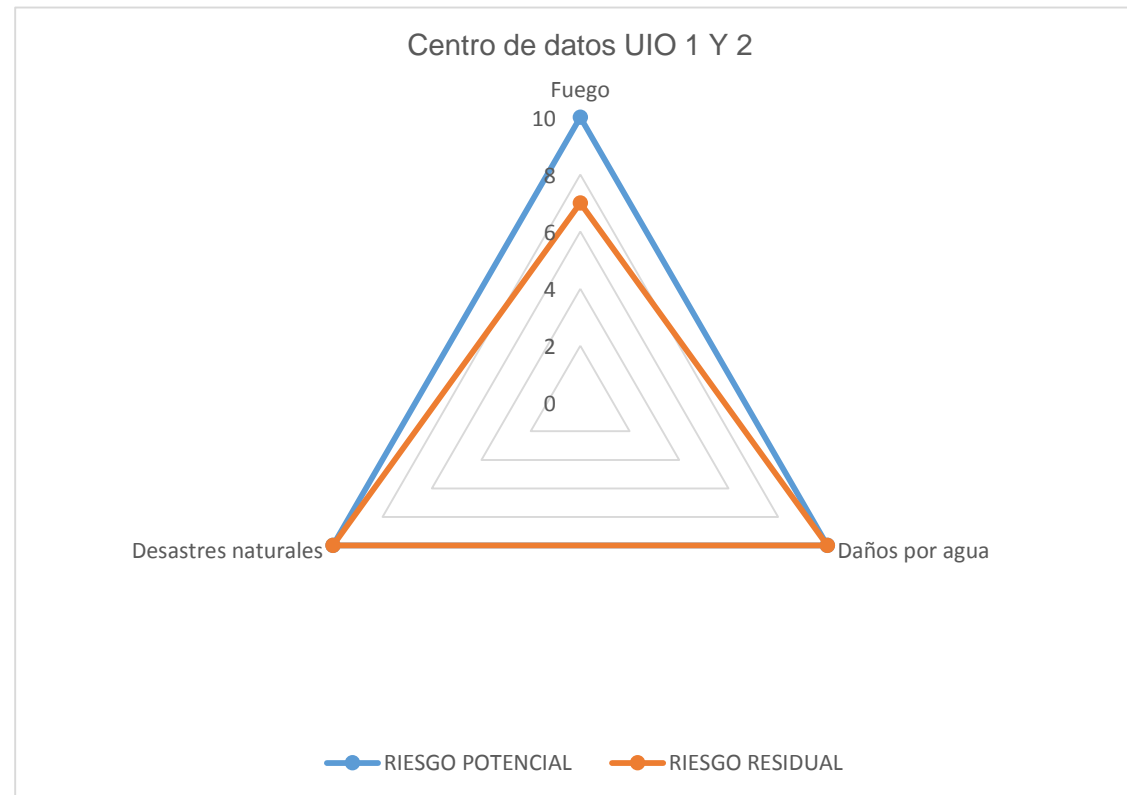 Centro de datos UIO 1 Y 2
Fuego
10
8
6
4
2
0
Desastres naturales
Daños por agua
RIESGO POTENCIAL
RIESGO RESIDUAL